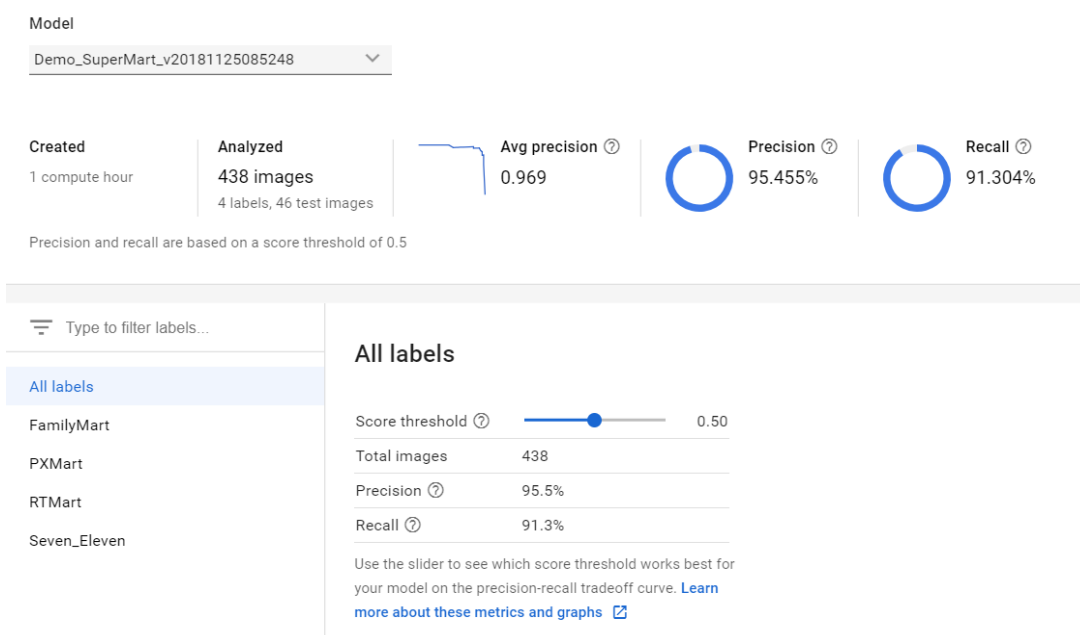 Model
Demo_SuperMart_v20181125085248
Created
1 compute hour
Analyzed
438 images
4 labels, 46 test images
Avg precision
0.969
Precision
95.455%
Recall
91.304%
Precision and recall are based on a score threshold of 0.5
Type to filter labels...
All labels
FamilyMart
PXMart
RTMart
Seven_Eleven
All labels
Score threshold 0.50
Total images 438
Precision 95.5%
Recall 91.3%
Use the slider to see which score threshold works best for
your model on the precision-recall tradeoff curve. Learn
more about these metrics and graphs